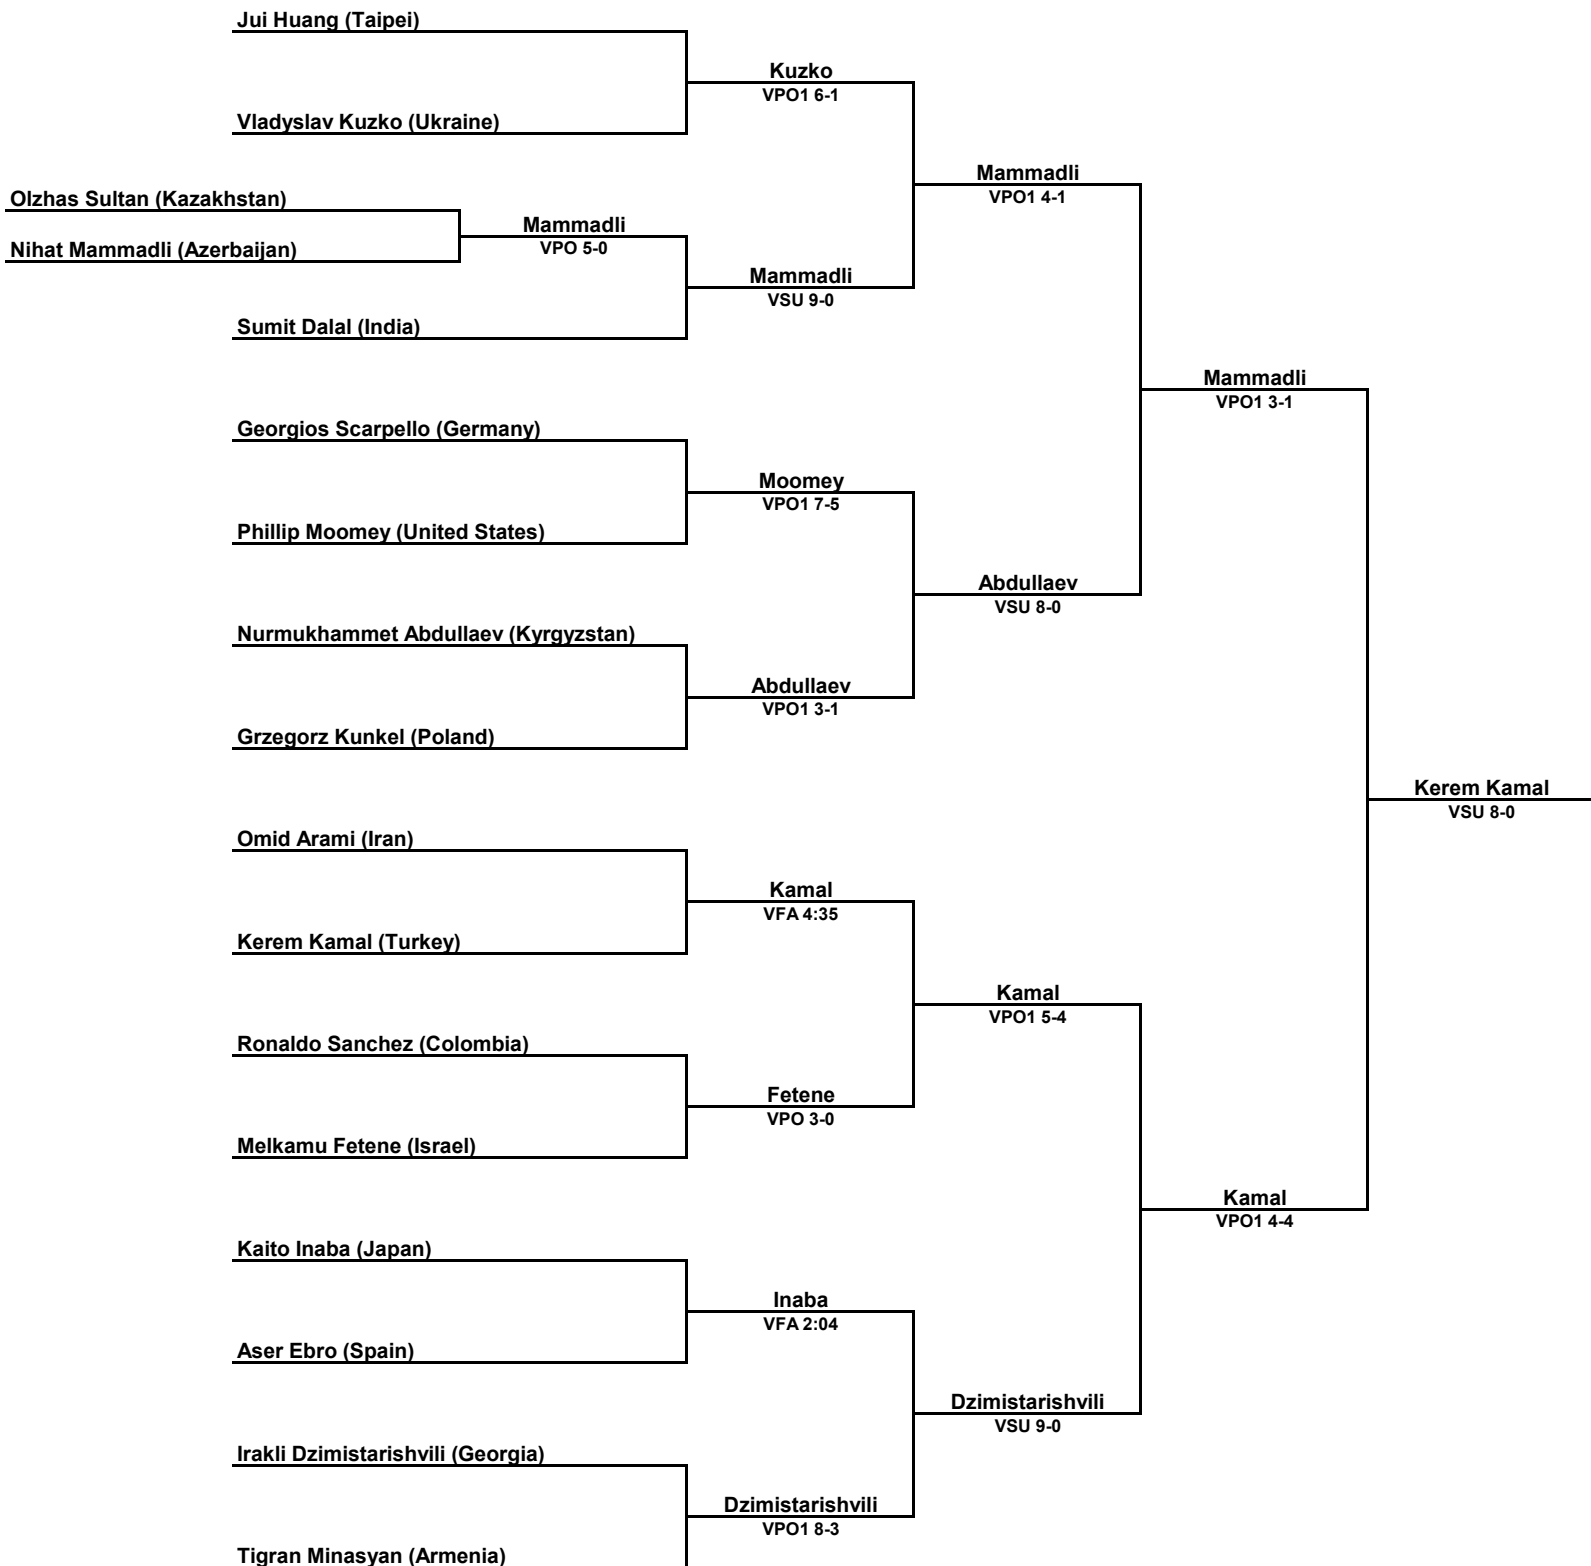 Jui Huang (Taipei)
Kuzko
VPO1 6-1
Vladyslav Kuzko (Ukraine)
Mammadli
VPO1 4-1
Olzhas Sultan (Kazakhstan)
Mammadli
VPO 5-0
Nihat Mammadli (Azerbaijan)
Mammadli
VSU 9-0
Sumit Dalal (India)
Mammadli
VPO1 3-1
Georgios Scarpello (Germany)
Moomey
VPO1 7-5
Phillip Moomey (United States)
Abdullaev
VSU 8-0
Nurmukhammet Abdullaev (Kyrgyzstan)
Abdullaev
VPO1 3-1
Grzegorz Kunkel (Poland)
Kerem Kamal
VSU 8-0
Omid Arami (Iran)
Kamal
VFA 4:35
Kerem Kamal (Turkey)
Kamal
VPO1 5-4
Ronaldo Sanchez (Colombia)
Fetene
VPO 3-0
Melkamu Fetene (Israel)
Kamal
VPO1 4-4
Kaito Inaba (Japan)
Inaba
VFA 2:04
Aser Ebro (Spain)
Dzimistarishvili
VSU 9-0
Irakli Dzimistarishvili (Georgia)
Dzimistarishvili
VPO1 8-3
Tigran Minasyan (Armenia)